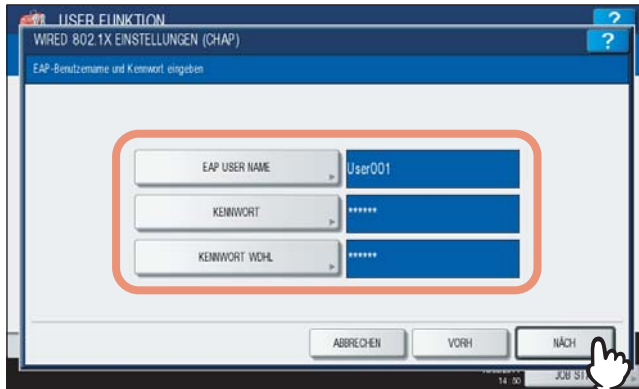 USER FUNKTION
?
WIRED 802.1X EINSTELLUNGEN (CHAP)
?
EAP-Benutzername und Kennwort eingeben
EAP USER NAME
User001
KENNWORT
******
KENNWORT WDHL
******
ABBRECHEN
VORH
NÄCH
14:50
JOB